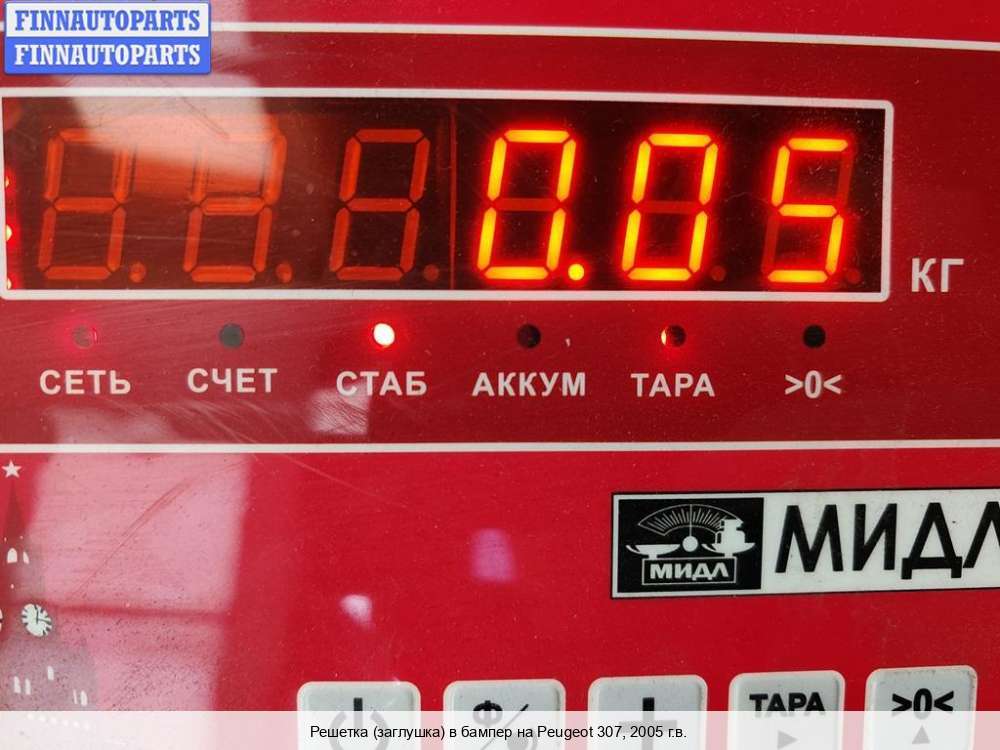 FINNAUTOPARTS
FINNAUTOPARTS
0.05
КГ
СЕТЬ СЧЕТ СТАБ АККУМ ТАРА >0<
МИДЛ
МИДЛ
ТАРА >0<
Решетка (заглушка) в бампер на Peugeot 307, 2005 г.в.